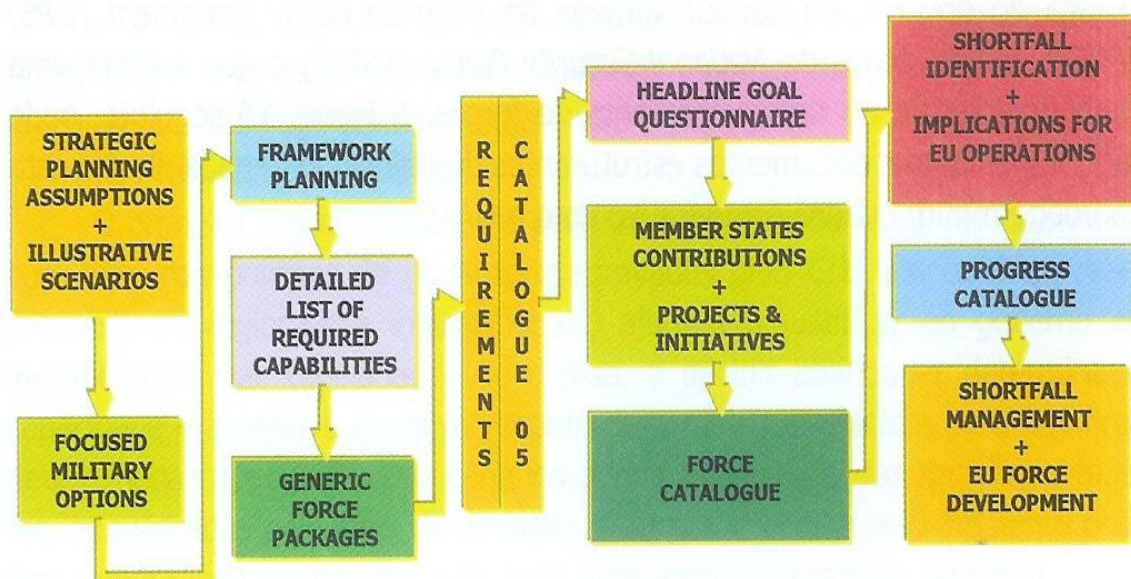 STRATEGIC
PLANNING
ASSUMPTIONS
+
ILLUSTRATIVE
SCENARIOS
FOCUSED
MILITARY
OPTIONS
FRAMEWORK
PLANNING
DETAILED
LIST OF
REQUIRED
CAPABILITIES
GENERIC
FORCE
PACKAGES
REQUIREMENTS
CATALOGUE 05
HEADLINE GOAL
QUESTIONNAIRE
MEMBER STATES
CONTRIBUTIONS
+
PROJECTS &
INITIATIVES
FORCE
CATALOGUE
SHORTFALL
IDENTIFICATION
+
IMPLICATIONS FOR
EU OPERATIONS
PROGRESS
CATALOGUE
SHORTFALL
MANAGEMENT
+
EU FORCE
DEVELOPMENT